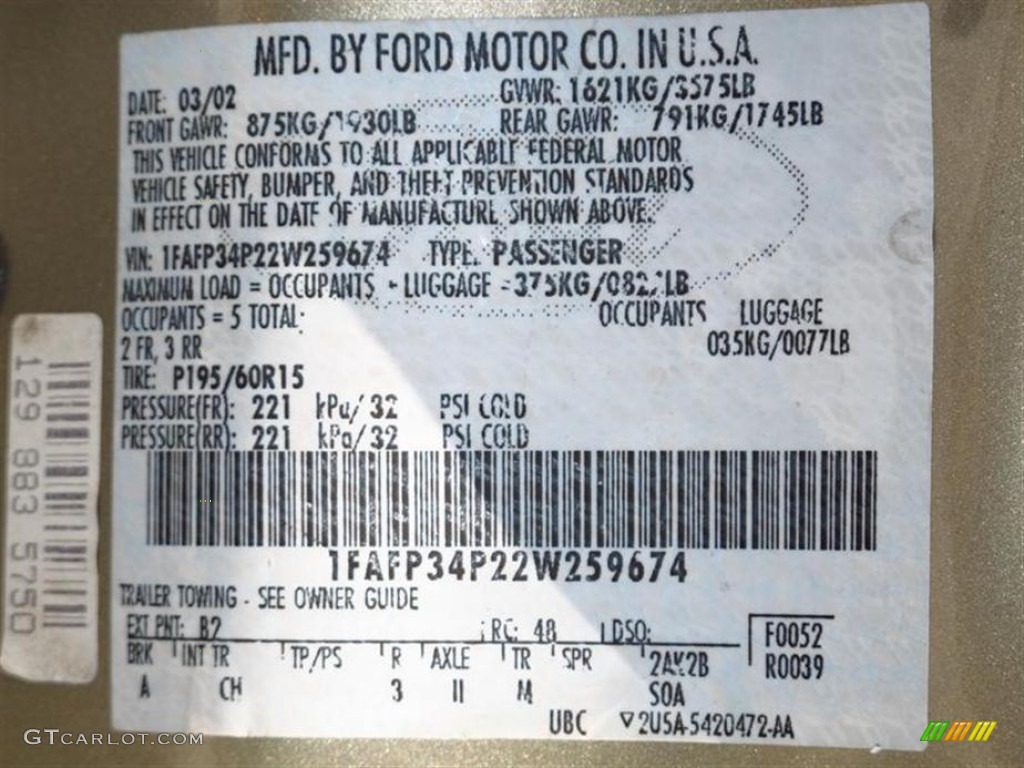 MFD. BY FORD MOTOR CO. IN U.S.A.
DATE: 03/02 GVWR: 1621KG/3575LB
FRONT GAWR: 875KG/1930LB REAR GAWR: 791KG/1745LB
THIS VEHICLE CONFORMS TO ALL APPLICABLE FEDERAL MOTOR
VEHICLE SAFETY, BUMPER, AND THEFT PREVENTION STANDARDS
IN EFFECT ON THE DATE OF MANUFACTURE SHOWN ABOVE.
VIN: 1FAFP34P22W259674 TYPE: PASSENGER
MAXIMUM LOAD = OCCUPANTS + LUGGAGE = 375KG/
OCCUPANTS = 5 TOTAL: OCCUPANTS LUGGAGE
2 FR, 3 RR 035KG/0077LB
TIRE: P195/60R15
PRESSURE(FR): 221 kPa/ 32 PSI COLD
PRESSURE(RR): 221 kPa/ 32 PSI COLD
1FAFP34P22W259674
TRAILER TOWING - SEE OWNER GUIDE
EXT PNT: B2 RC: 48 DSO: F0052
BRK INT TR TP/PS R AXLE TR SPR 2AX2B R0039
A CH 3 II M SOA
UBC ▽2U5A-5420472-AA
129 883 5750
GTCARLOT.COM